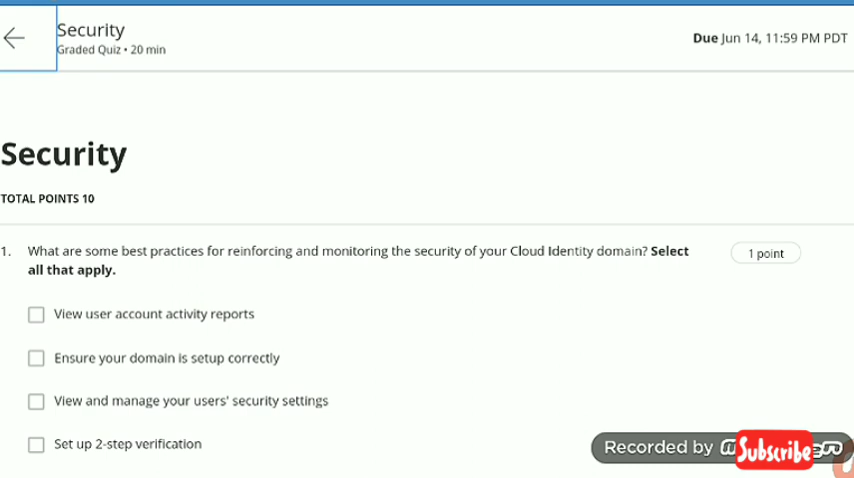 Security
Graded Quiz • 20 min
Due Jun 14, 11:59 PM PDT
Security
TOTAL POINTS 10
1. What are some best practices for reinforcing and monitoring the security of your Cloud Identity domain? Select
all that apply.
1 point
View user account activity reports
Ensure your domain is setup correctly
View and manage your users' security settings
Set up 2-step verification
Recorded by
Subscribe